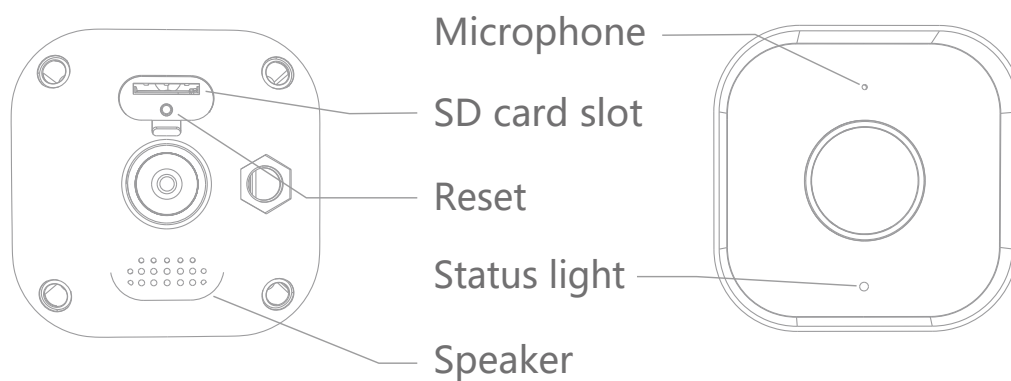 Microphone
SD card slot
Reset
Status light
Speaker